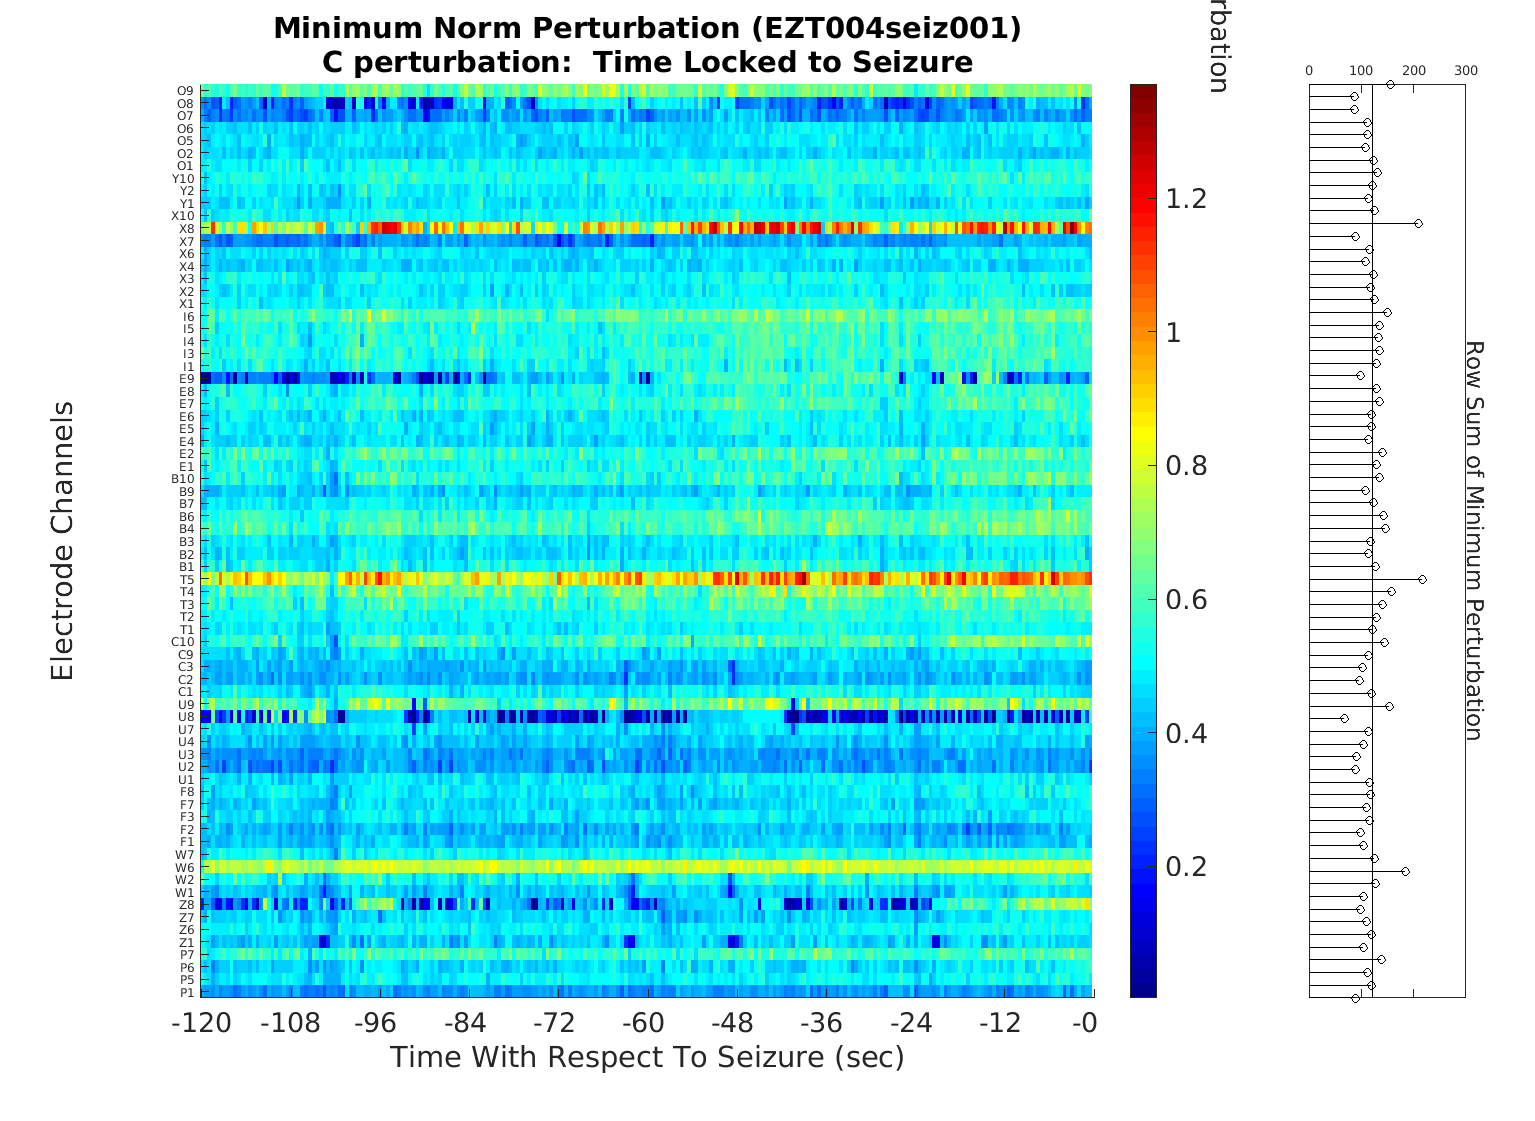 Minimum Norm Perturbation (EZT004seiz001)
C perturbation:  Time Locked to Seizure
Electrode Channels
O9
O8
O7
O6
O5
O2
O1
Y10
Y2
Y1
X10
X8
X7
X6
X4
X3
X2
X1
I6
I5
I4
I3
I1
E9
E8
E7
E6
E5
E4
E2
E1
B10
B9
B7
B6
B4
B3
B2
B1
T5
T4
T3
T2
T1
C10
C9
C3
C2
C1
U9
U8
U7
U4
U3
U2
U1
F8
F7
F3
F2
F1
W7
W6
W2
W1
Z8
Z7
Z6
Z1
P7
P6
P5
P1
-120 -108 -96 -84 -72 -60 -48 -36 -24 -12 -0
Time With Respect To Seizure (sec)
rbation
1.2
1
0.8
0.6
0.4
0.2
0 100 200 300
Row Sum of Minimum Perturbation